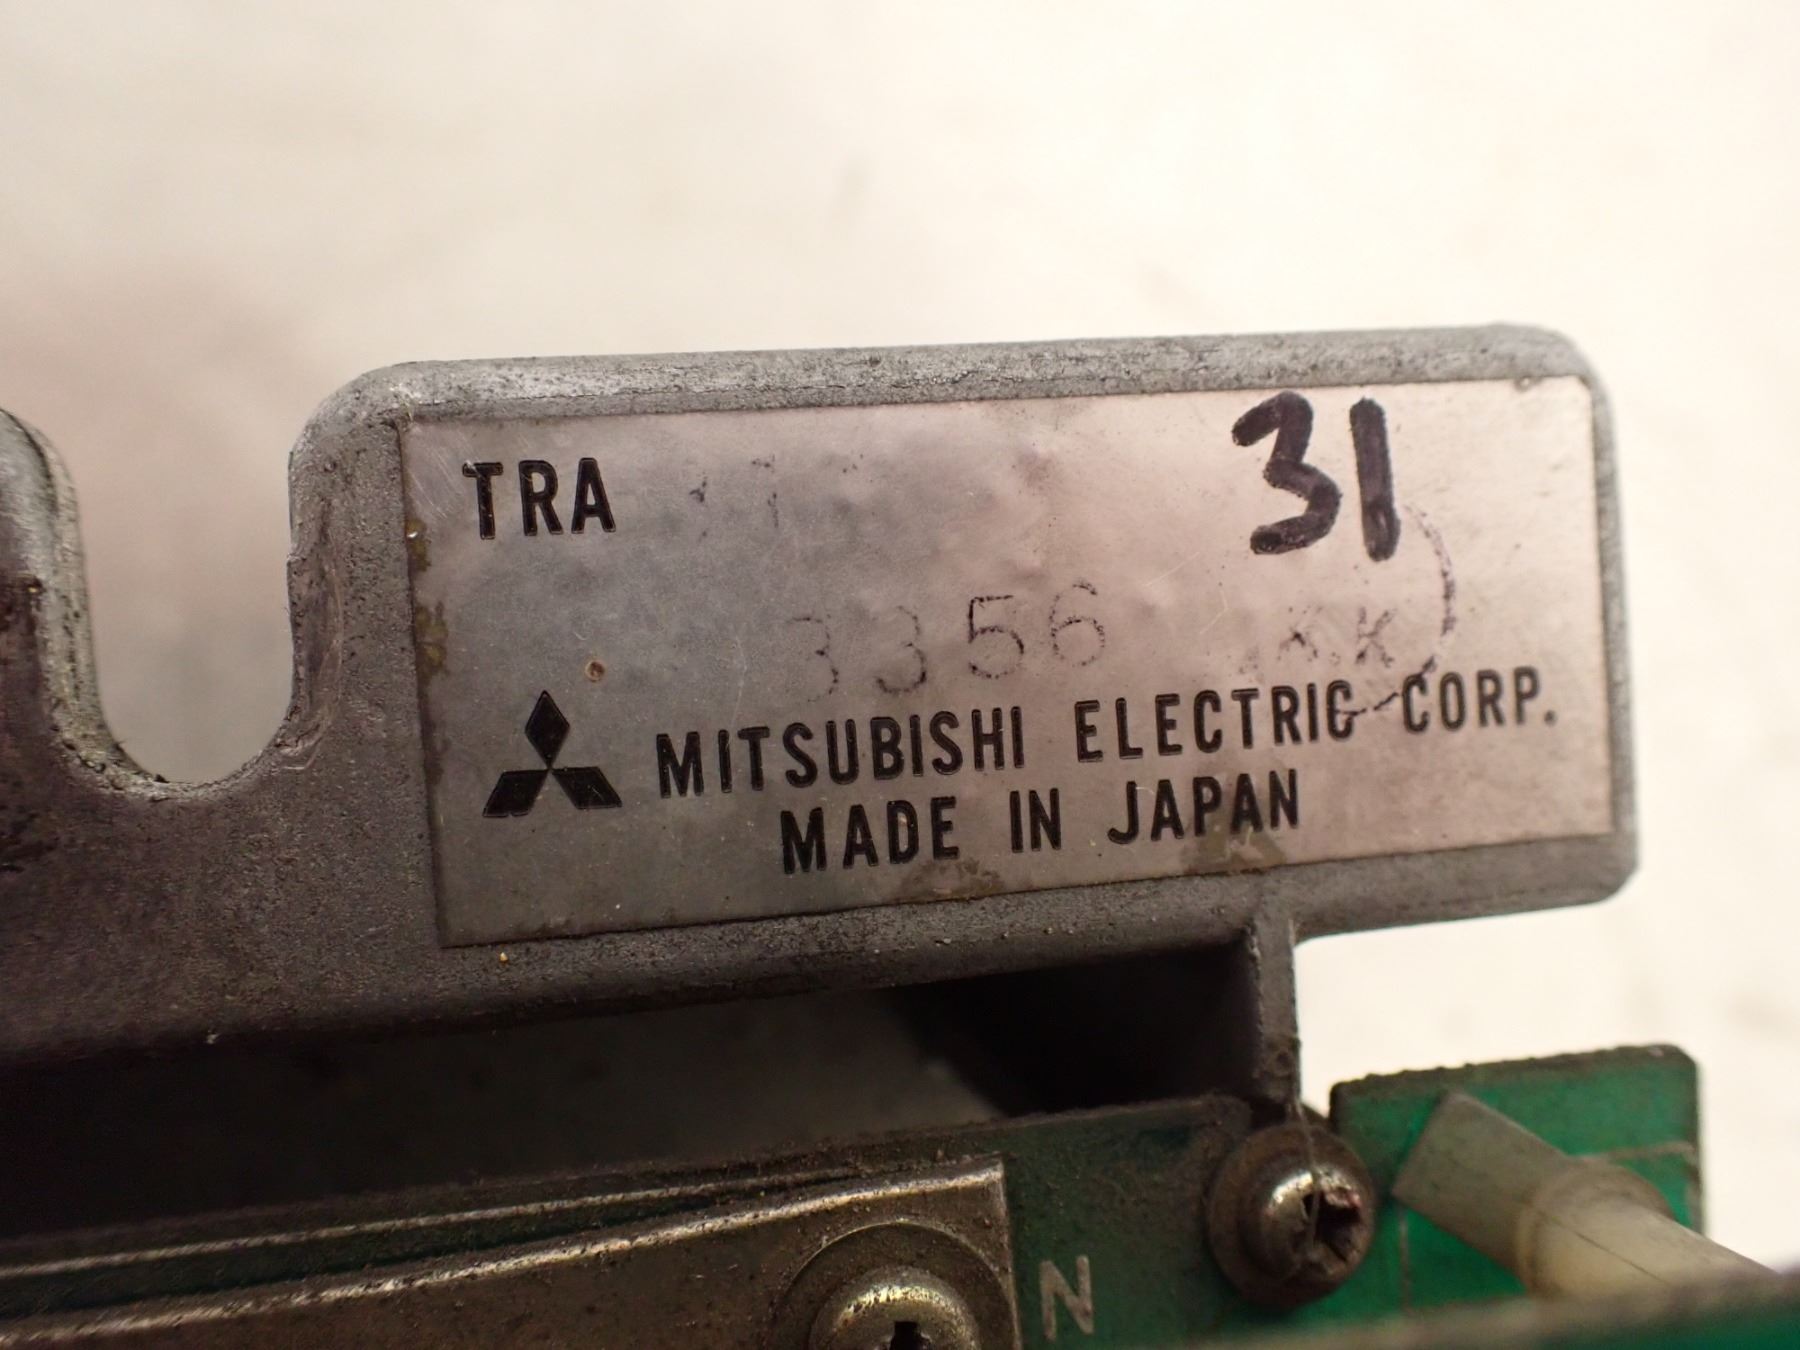 TRA 31
3356
MITSUBISHI ELECTRIC CORP.
MADE IN JAPAN
N